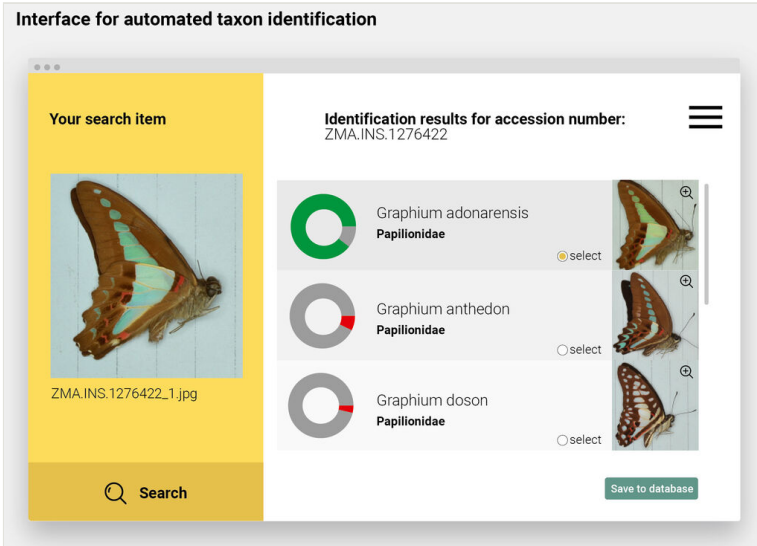 Interface for automated taxon identification
Your search item
ZMA.INS.1276422_1.jpg
Search
Identification results for accession number:
ZMA.INS.1276422
Graphium adonarensis
Papilionidae
select
Graphium anthedon
Papilionidae
select
Graphium doson
Papilionidae
select
Save to database